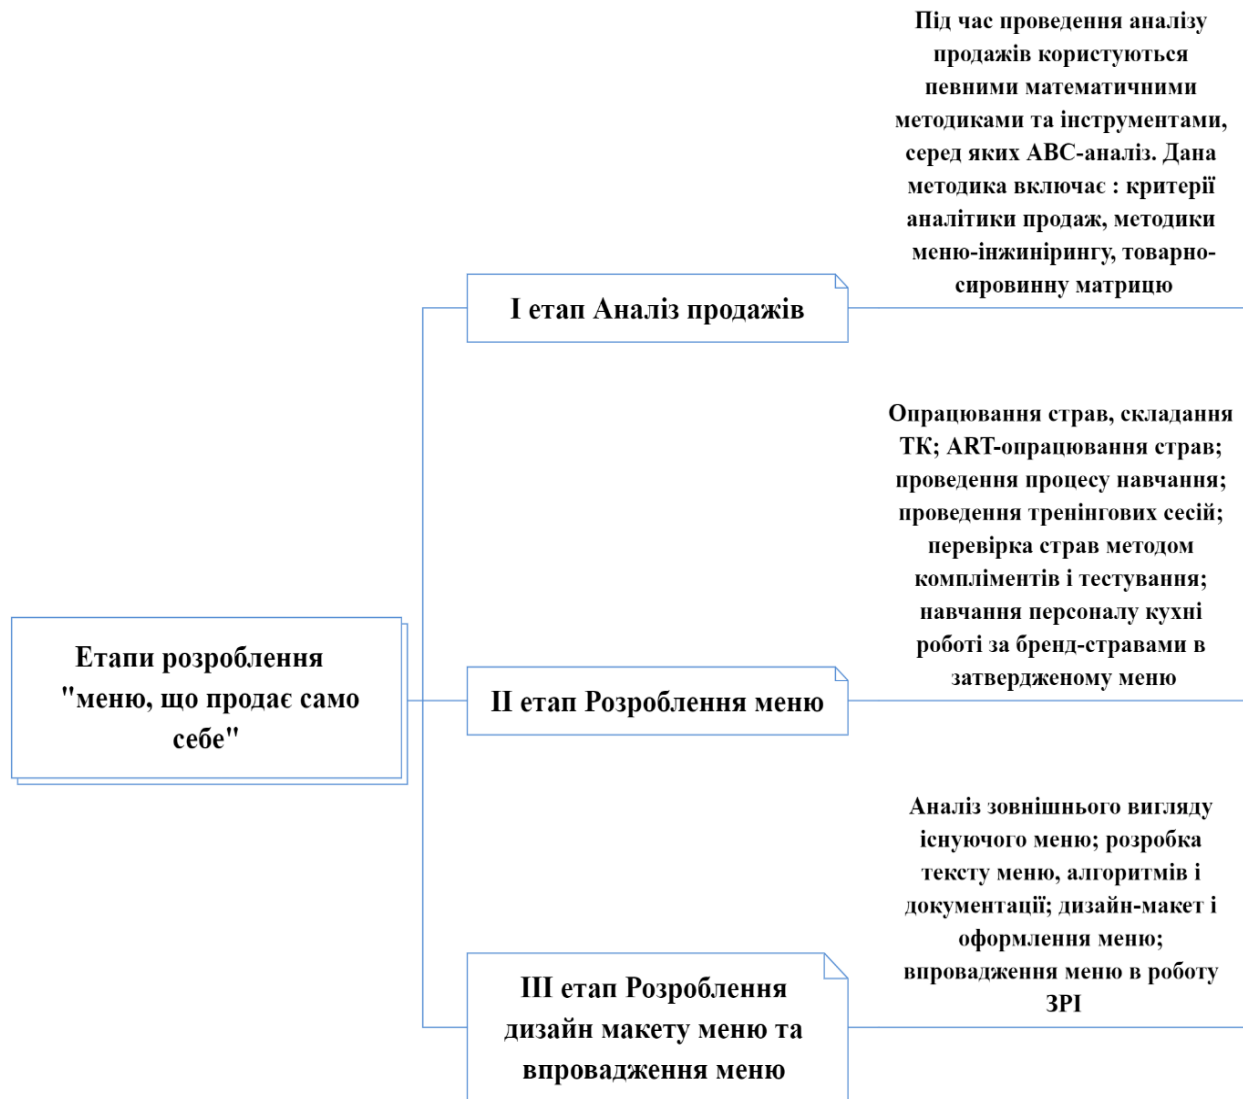 Під час проведення аналізу
продажів користуються
певними математичними
методиками та інструментами,
серед яких АВС-аналіз. Дана
методика включає : критерії
аналітики продаж, методики
меню-інжинірингу, товарно-
сировинну матрицю
І етап Аналіз продажів
Опрацювання страв, складання
ТК; ART-опрацювання страв;
проведення процесу навчання;
проведення тренінгових сесій;
перевірка страв методом
компліментів і тестування;
навчання персоналу кухні
роботі за бренд-стравами в
затвердженому меню
Етапи розроблення
"меню, що продає само
себе"
ІІ етап Розроблення меню
Аналіз зовнішнього вигляду
існуючого меню; розробка
тексту меню, алгоритмів і
документації; дизайн-макет і
оформлення меню;
впровадження меню в роботу
ЗРІ
ІІІ етап Розроблення
дизайн макету меню та
впровадження меню